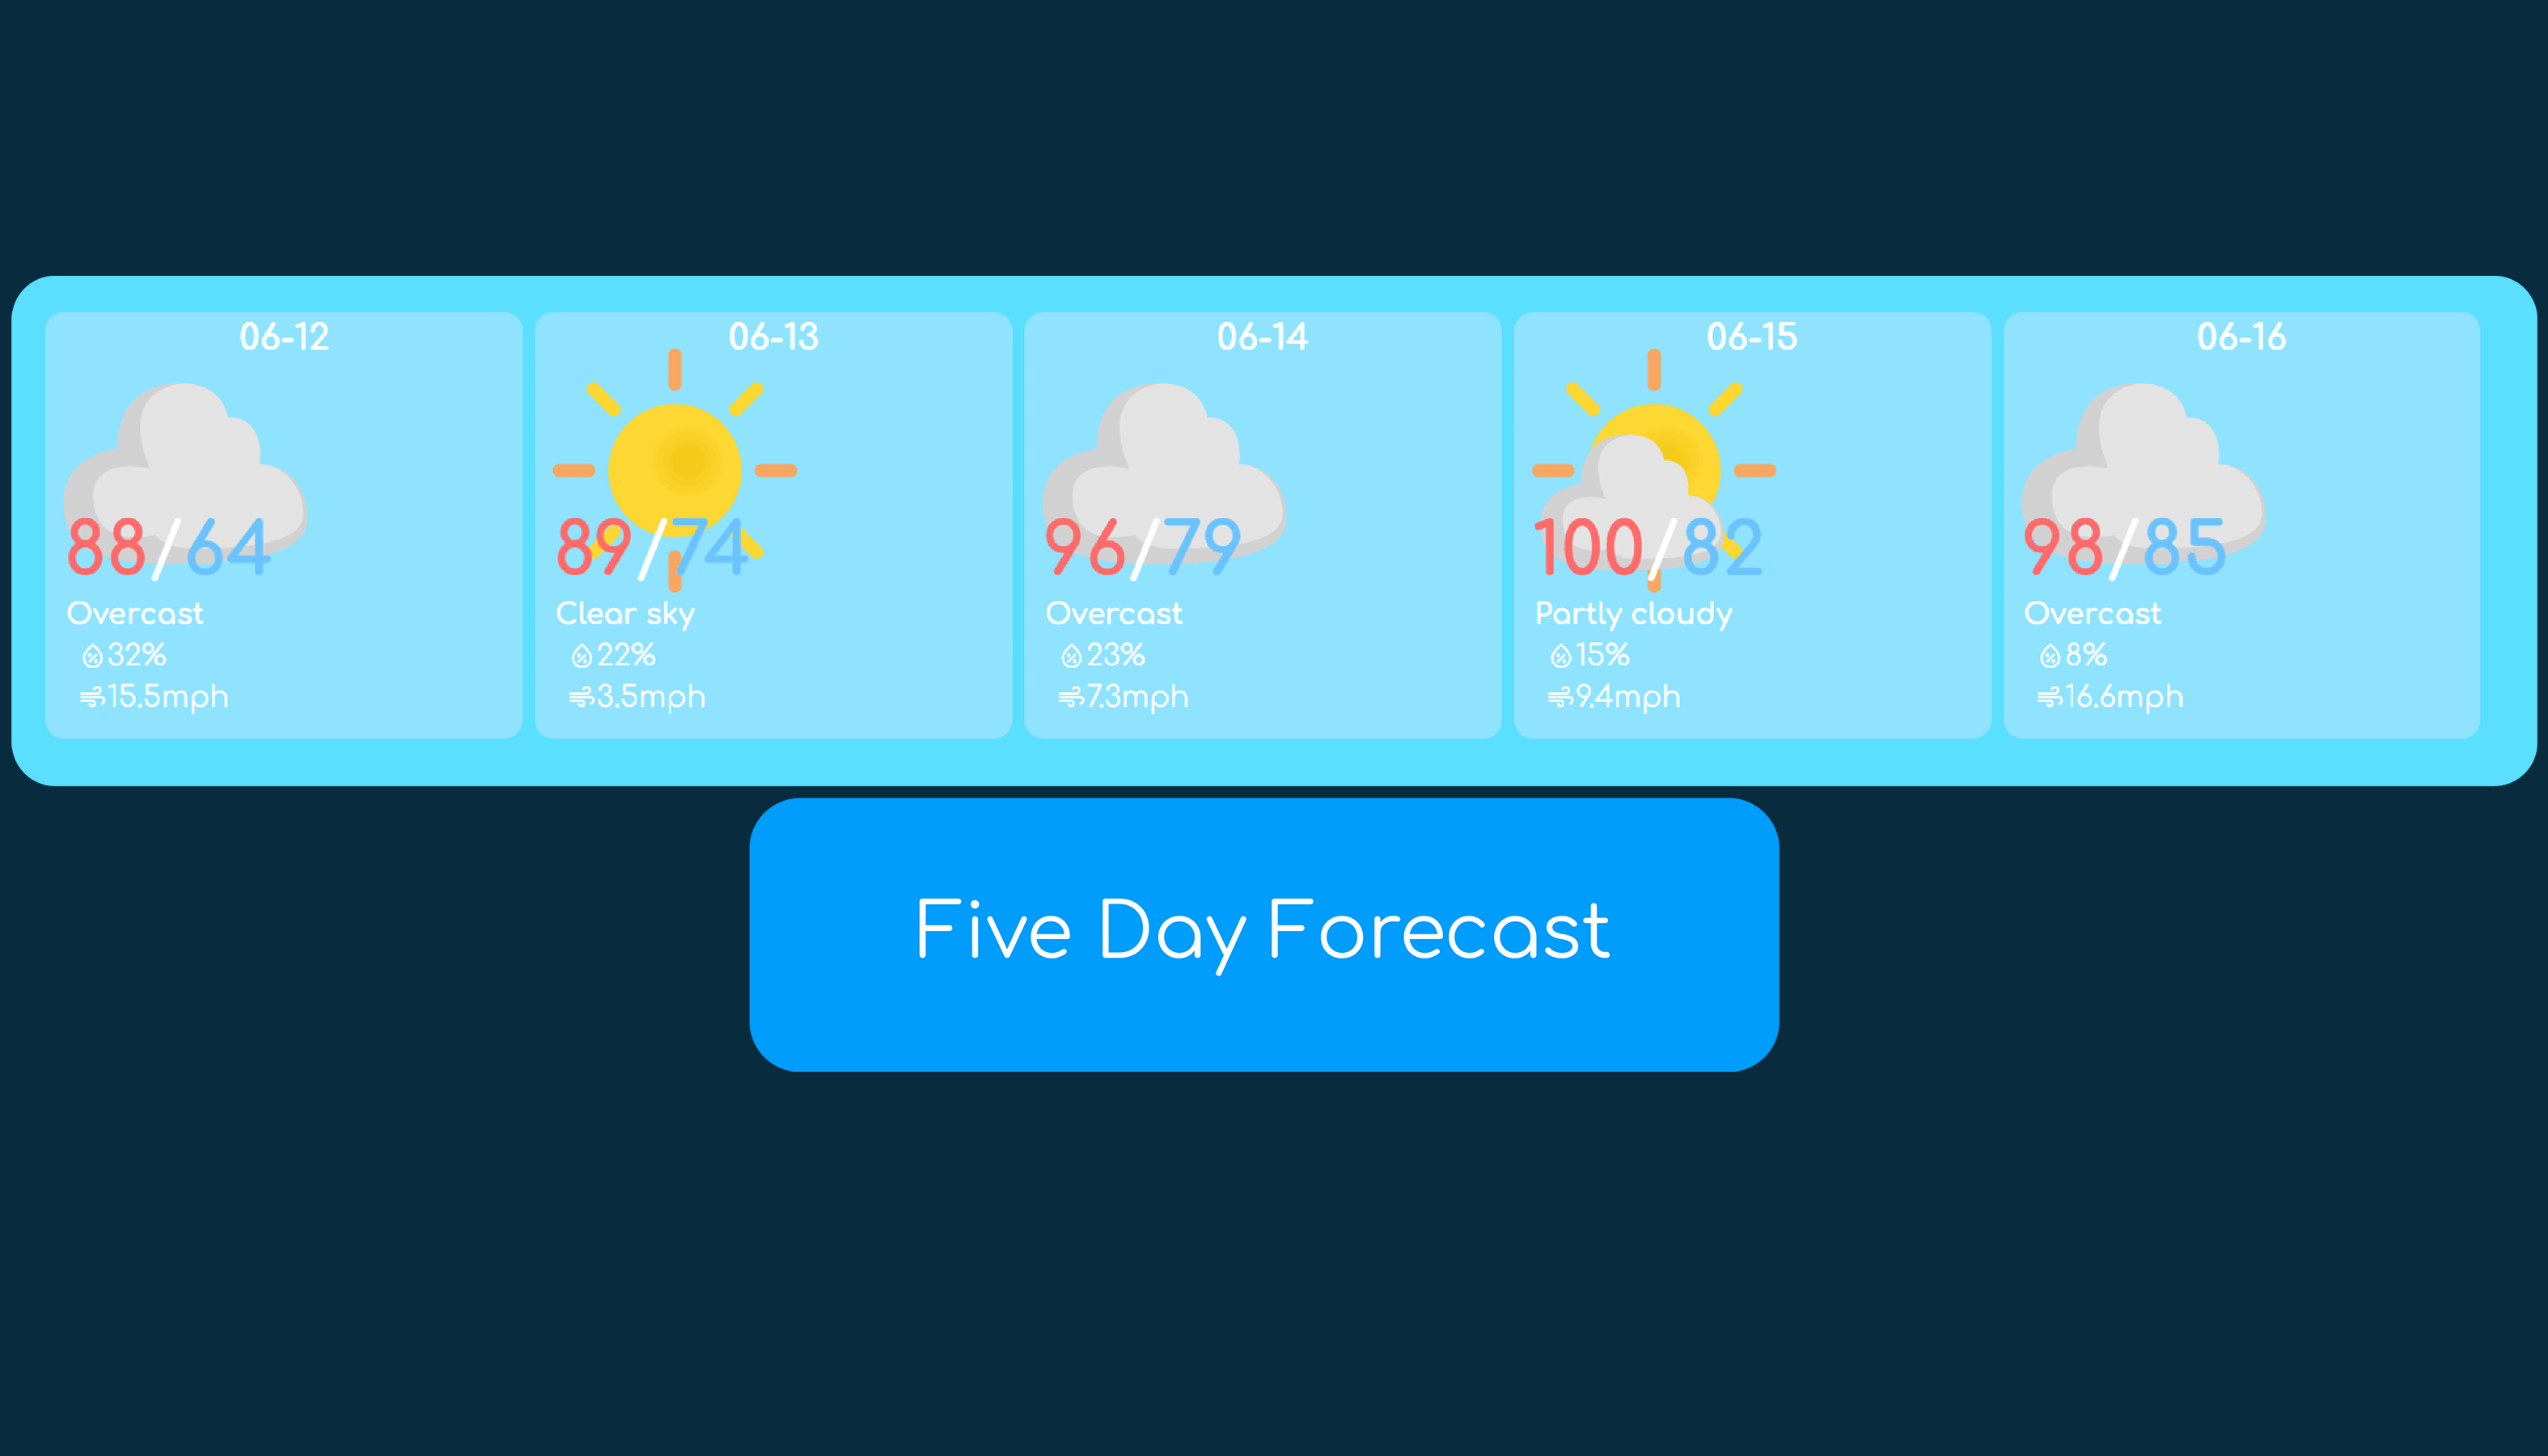 06-12
88/64
Overcast
32%
15.5mph
06-13
89/74
Clear sky
22%
3.5mph
06-14
96/79
Overcast
23%
7.3mph
06-15
100/82
Partly cloudy
15%
9.4mph
06-16
98/85
Overcast
8%
16.6mph
Five Day Forecast